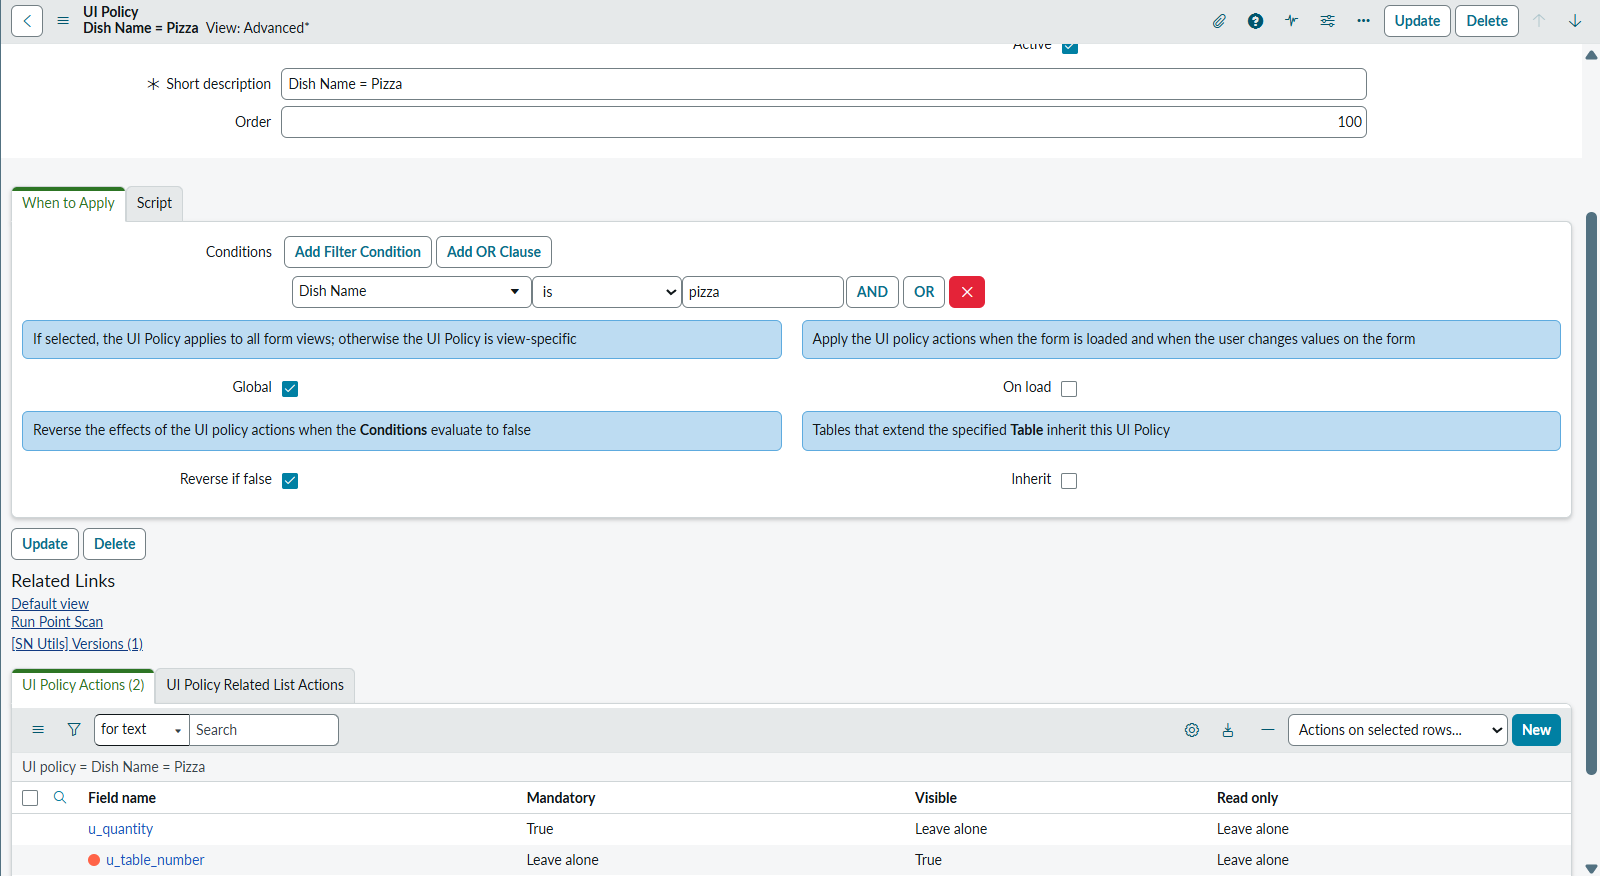 UI Policy
Dish Name = Pizza View: Advanced*
Update Delete
Active
Short description Dish Name = Pizza
Order 100
When to Apply Script
Conditions Add Filter Condition Add OR Clause
Dish Name is pizza AND OR
If selected, the UI Policy applies to all form views; otherwise the UI Policy is view-specific Apply the UI policy actions when the form is loaded and when the user changes values on the form
Global On load
Reverse the effects of the UI policy actions when the Conditions evaluate to false Tables that extend the specified Table inherit this UI Policy
Reverse if false Inherit
Update Delete
Related Links
Default view
Run Point Scan
[SN Utils] Versions (1)
UI Policy Actions (2) UI Policy Related List Actions
for text Search Actions on selected rows... New
UI policy = Dish Name = Pizza
Field name Mandatory Visible Read only
u_quantity True Leave alone Leave alone
u_table_number Leave alone True Leave alone